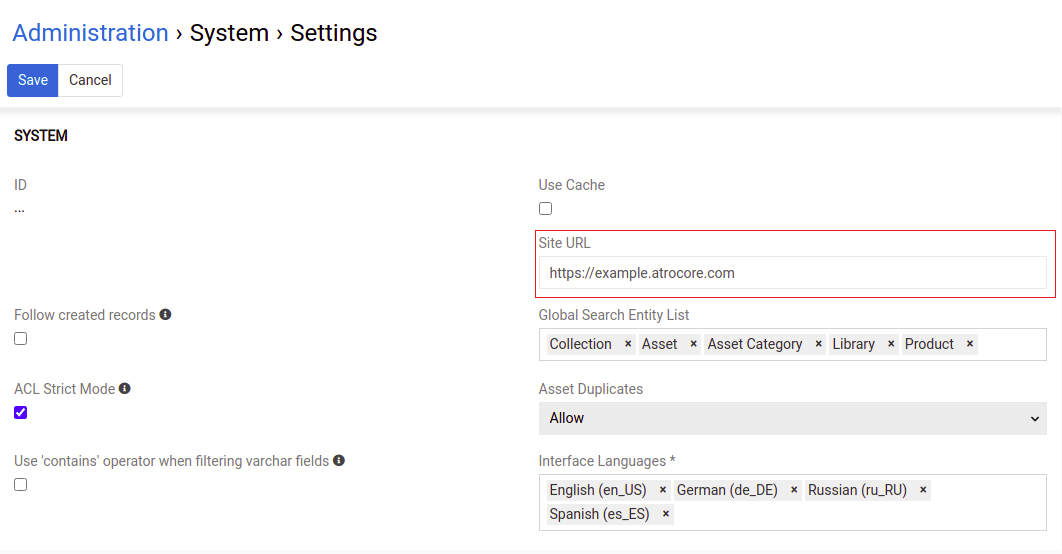 Administration › System › Settings
Save Cancel
SYSTEM
ID
...
Use Cache
Site URL
https://example.atrocore.com
Follow created records
Global Search Entity List
Collection × Asset × Asset Category × Library × Product ×
ACL Strict Mode
Asset Duplicates
Allow
Use 'contains' operator when filtering varchar fields
Interface Languages *
English (en_US) × German (de_DE) × Russian (ru_RU) ×
Spanish (es_ES) ×